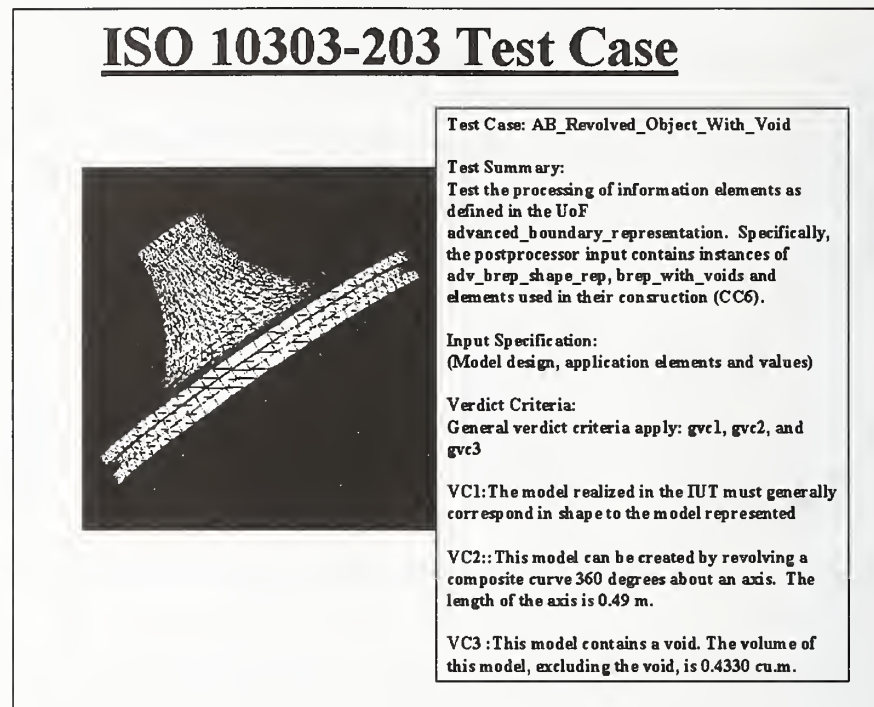 ISO 10303-203 Test Case
Test Case: AB_Revolved_Object_With_Void
Test Summary:
Test the processing of information elements as
defined in the UoF
advanced_boundary_representation. Specifically,
the postprocessor input contains instances of
adv_brep_shape_rep, brep_with_voids and
elements used in their consruction (CC6).
Input Specification:
(Model design, application elements and values)
Verdict Criteria:
General verdict criteria apply: gvc1, gvc2, and
gvc3
VC1:The model realized in the IUT must generally
correspond in shape to the model represented
VC2::This model can be created by revolving a
composite curve 360 degrees about an axis. The
length of the axis is 0.49 m.
VC3 :This model contains a void. The volume of
this model, excluding the void, is 0.4330 cu.m.